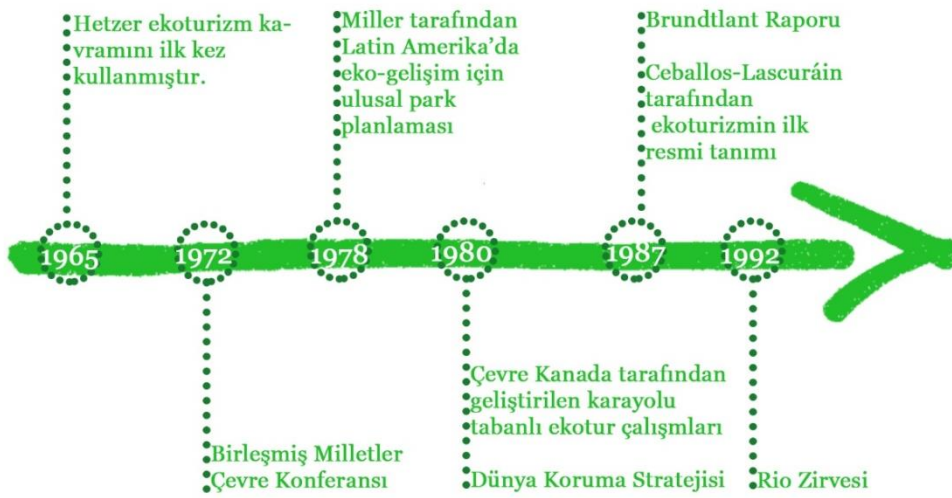 Hetzer ekoturizm ka-
vramını ilk kez
kullanmıştır.
Miller tarafından
Latin Amerika'da
eko-gelişim için
ulusal park
planlaması
Brundtlant Raporu
Ceballos-Lascuráin
tarafından
ekoturizmin ilk
resmi tanımı
1965
1972
1978
1980
1987
1992
Birleşmiş Milletler
Çevre Konferansı
Çevre Kanada tarafından
geliştirilen karayolu
tabanlı ekotur çalışmları
Dünya Koruma Stratejisi
Rio Zirvesi